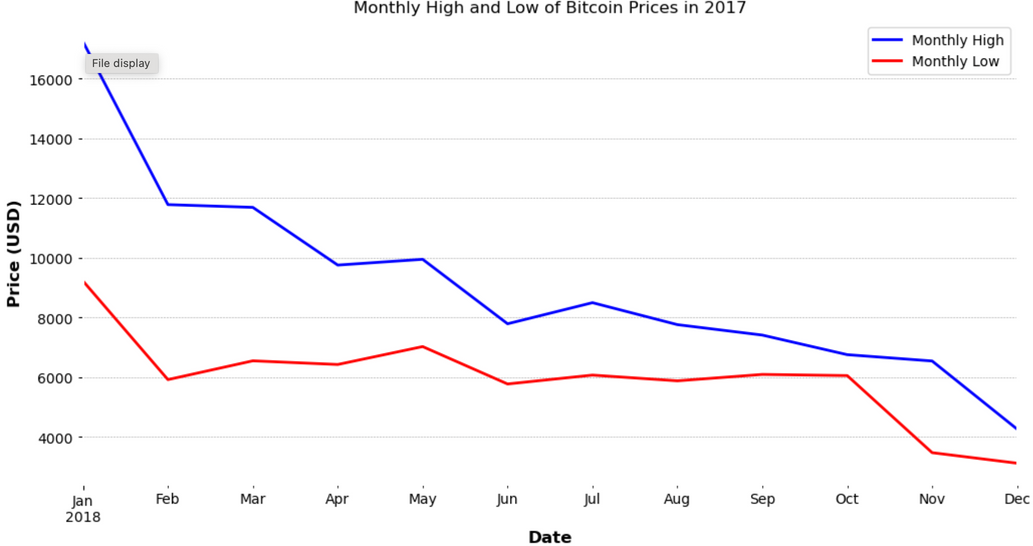 Monthly High and Low of Bitcoin Prices in 2017
Monthly High
Monthly Low
File display
16000
14000
12000
10000
8000
6000
4000
Price (USD)
Jan Feb Mar Apr May Jun Jul Aug Sep Oct Nov Dec
2018
Date